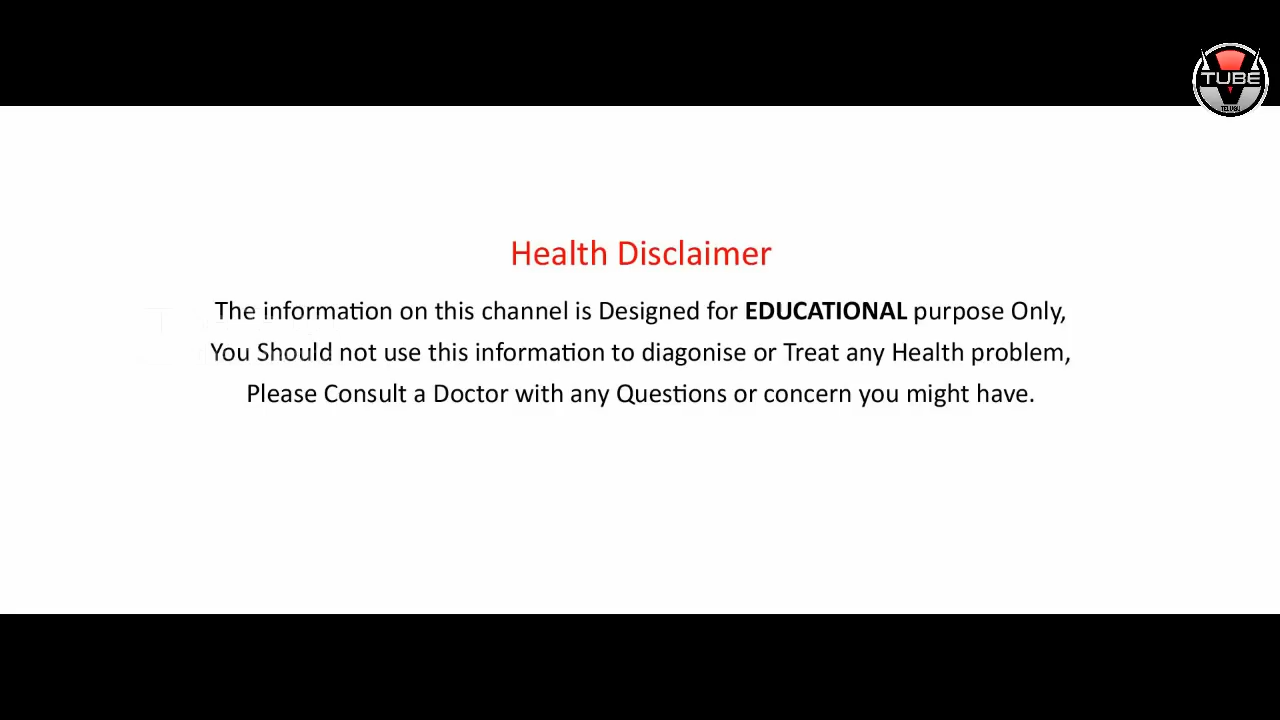 TUBE
TELUGU
Health Disclaimer
The information on this channel is Designed for EDUCATIONAL purpose Only,
You Should not use this information to diagonise or Treat any Health problem,
Please Consult a Doctor with any Questions or concern you might have.